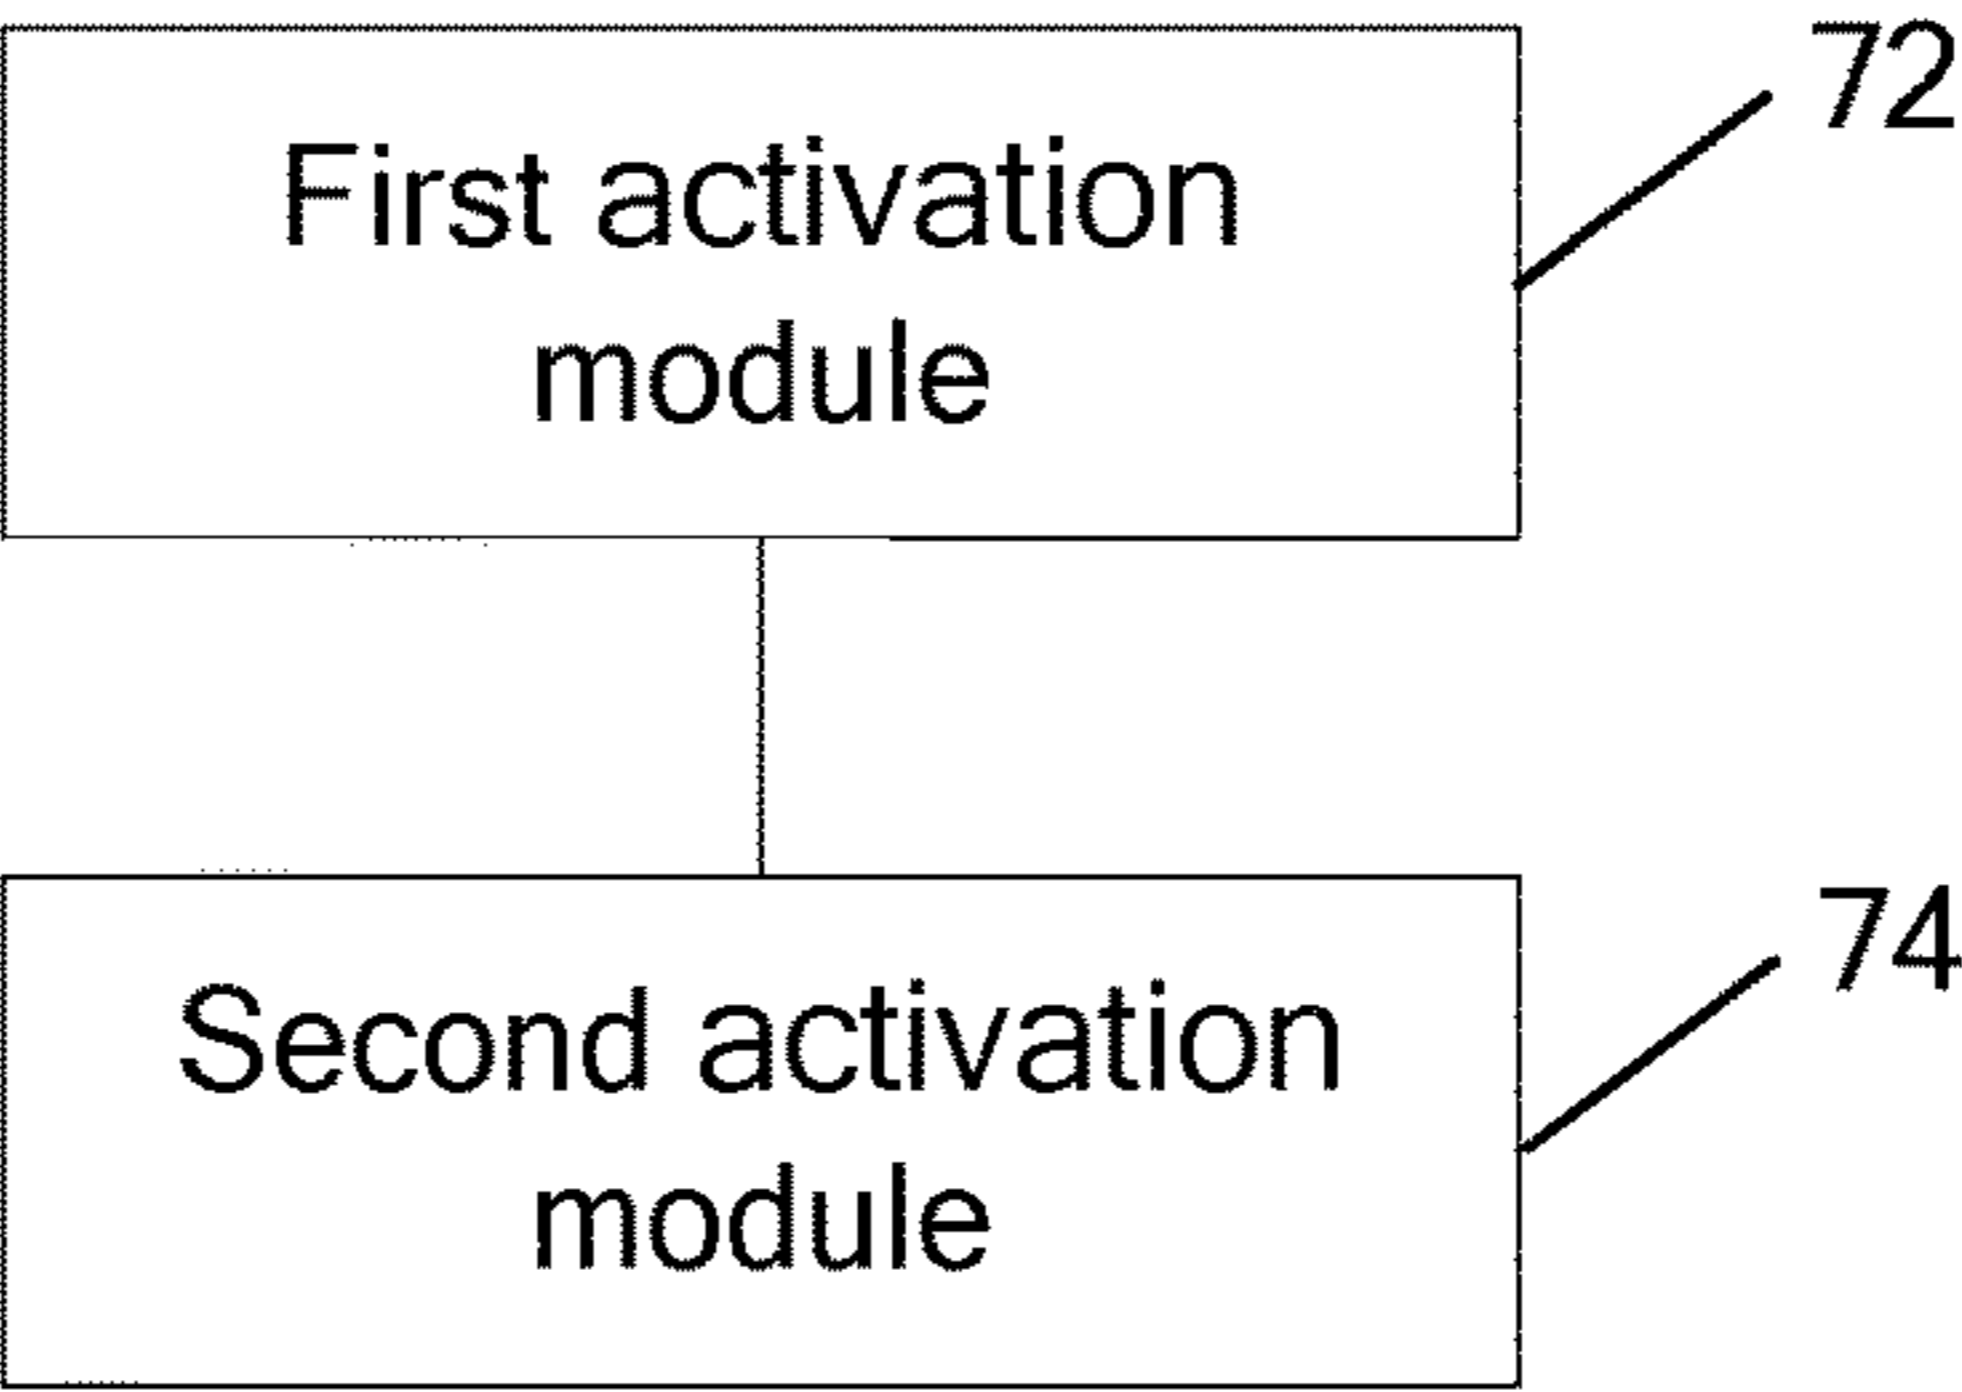 72
First activation
module
74
Second activation
module